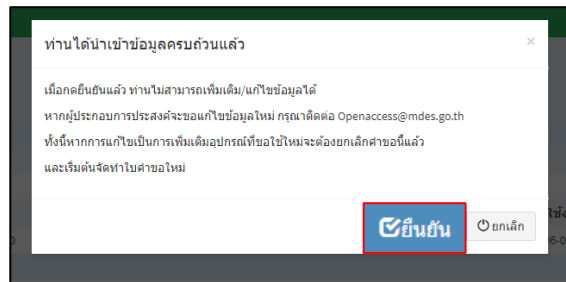 ท่านได้นำเข้าข้อมูลครบถ้วนแล้ว ×
เมื่อกดยืนยันแล้ว ท่านไม่สามารถเพิ่มเติม/แก้ไขข้อมูลได้
หากผู้ประกอบการประสงค์จะขอแก้ไขข้อมูลใหม่ กรุณาติดต่อ Openaccess@mdes.go.th
ทั้งนี้หากการแก้ไขเป็นการเพิ่มเติมอุปกรณ์ที่ขอใช้ใหม่จะต้องยกเลิกคำขอนี้แล้ว
และเริ่มต้นจัดทำใบคำขอใหม่
ยืนยัน ยกเลิก